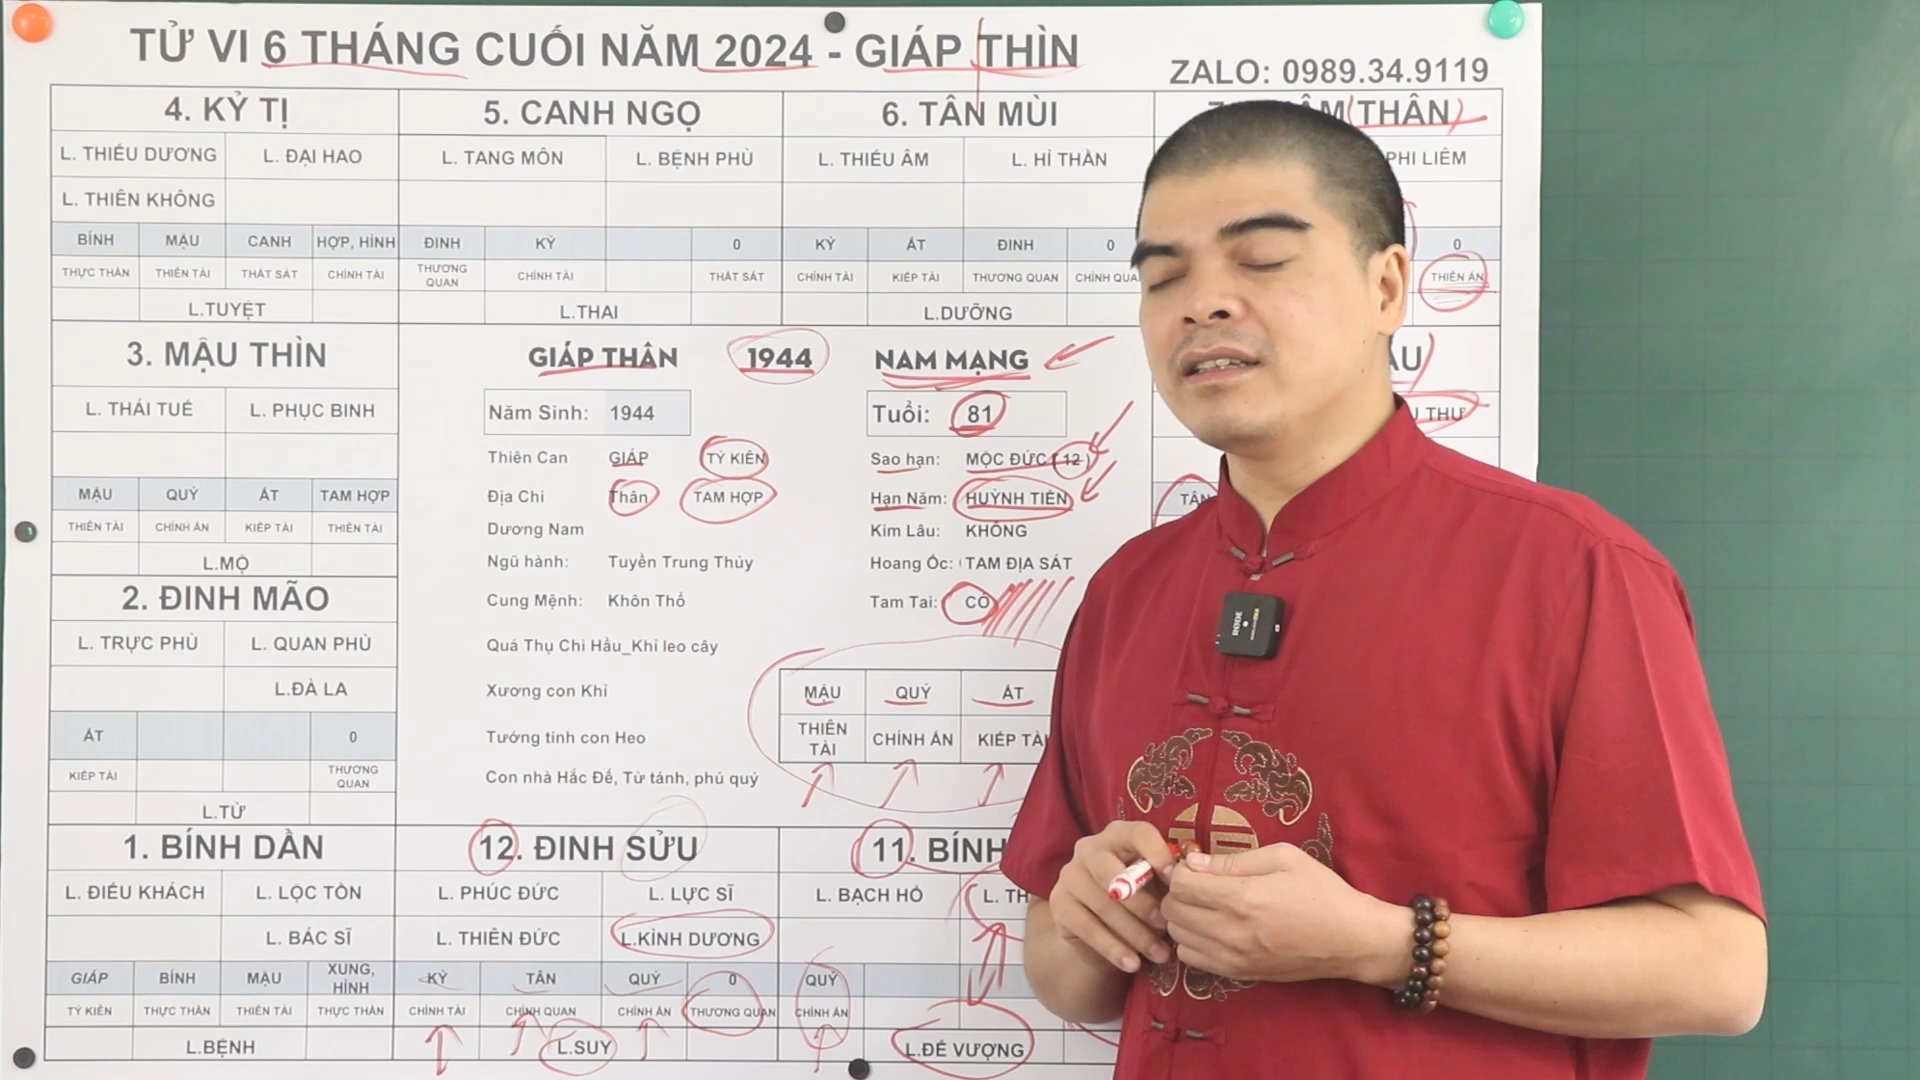 TỬ VI 6 THÁNG CUỐI NĂM 2024 - GIÁP THÌN
ZALO: 0989.34.9119
4. KỶ TỊ
L. THIẾU DƯƠNG L. ĐẠI HAO
L. THIÊN KHÔNG
BÍNH MẬU CANH HỢP, HÌNH
THỰC THẦN THIÊN TÀI THẤT SÁT CHÍNH TÀI
L.TUYỆT
5. CANH NGỌ
L. TANG MÔN L. BỆNH PHÙ
ĐINH KỶ 0
THƯƠNG QUAN CHÍNH TÀI THẤT SÁT
L.THAI
6. TÂN MÙI
L. THIẾU ÂM L. HỈ THẦN
KỶ ẤT ĐINH 0
CHÍNH TÀI KIẾP TÀI THƯƠNG QUAN CHÍNH QUA
L.DƯỠNG
THÂN
PHI LIÊM
0
THIÊN ẤN
3. MẬU THÌN
L. THÁI TUẾ L. PHỤC BINH
MẬU QUÝ ẤT TAM HỢP
THIÊN TÀI CHÍNH ẤN KIẾP TÀI THIÊN TÀI
L.MỘ
GIÁP THÂN 1944 NAM MẠNG
Năm Sinh: 1944 Tuổi: 81
Thiên Can GIÁP TỶ KIÊN Sao hạn: MỘC ĐỨC (12)
Địa Chi Thân TAM HỢP Hạn Năm: HUỲNH TIỀN
Dương Nam Kim Lâu: KHÔNG
Ngũ hành: Tuyền Trung Thủy Hoang Ốc: TAM ĐỊA SÁT
Cung Mệnh: Khôn Thổ Tam Tai: CÓ
Quá Thụ Chi Hầu_Khỉ leo cây
Xương con Khỉ
Tướng tinh con Heo
Con nhà Hắc Đế, Từ tánh, phú quý
MẬU QUÝ ẤT
THIÊN TÀI CHÍNH ẤN KIẾP TÀI
ẬU
THƯ
TÂN
2. ĐINH MÃO
L. TRỰC PHÙ L. QUAN PHÙ
L.ĐÀ LA
ẤT 0
KIẾP TÀI THƯƠNG QUAN
L.TỬ
1. BÍNH DẦN
L. ĐIẾU KHÁCH L. LỘC TỒN
L. BÁC SĨ
GIÁP BÍNH MẬU XUNG, HÌNH
TỶ KIÊN THỰC THẦN THIÊN TÀI THỰC THẦN
L.BỆNH
12. ĐINH SỬU
L. PHÚC ĐỨC L. LỰC SĨ
L. THIÊN ĐỨC L.KÌNH DƯƠNG
KỶ TÂN QUÝ 0
CHÍNH TÀI CHÍNH QUAN CHÍNH ẤN THƯƠNG QUAN
L.SUY
11. BÍNH
L. BẠCH HỔ L. TH
QUÝ
CHÍNH ẤN
L.ĐẾ VƯỢNG
RØDE